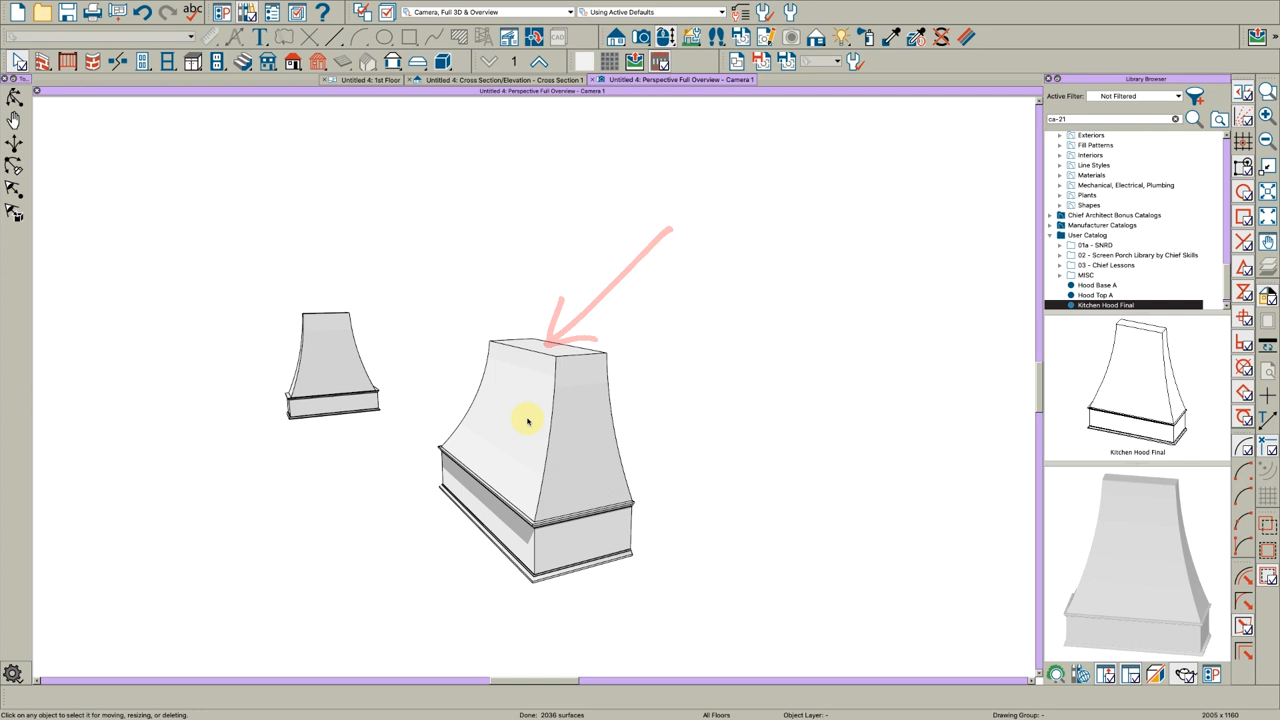 Camera, Full 3D & Overview
Using Active Defaults
abc
T
?
CAD
1
To...
Untitled 4: 1st Floor
Untitled 4: Cross Section/Elevation - Cross Section 1
Untitled 4: Perspective Full Overview - Camera 1
Untitled 4: Perspective Full Overview - Camera 1
Library Browser
Active Filter:
Not Filtered
ca-21
Exteriors
Fill Patterns
Interiors
Line Styles
Materials
Mechanical, Electrical, Plumbing
Plants
Shapes
Chief Architect Bonus Catalogs
Manufacturer Catalogs
User Catalog
01a - SNRD
02 - Screen Porch Library by Chief Skills
03 - Chief Lessons
MISC
Hood Base A
Hood Top A
Kitchen Hood Final
Kitchen Hood Final
Click on any object to select it for moving, resizing, or deleting.
Done: 2036 surfaces
All Floors
Object Layer: -
Drawing Group: -
2005 x 1160